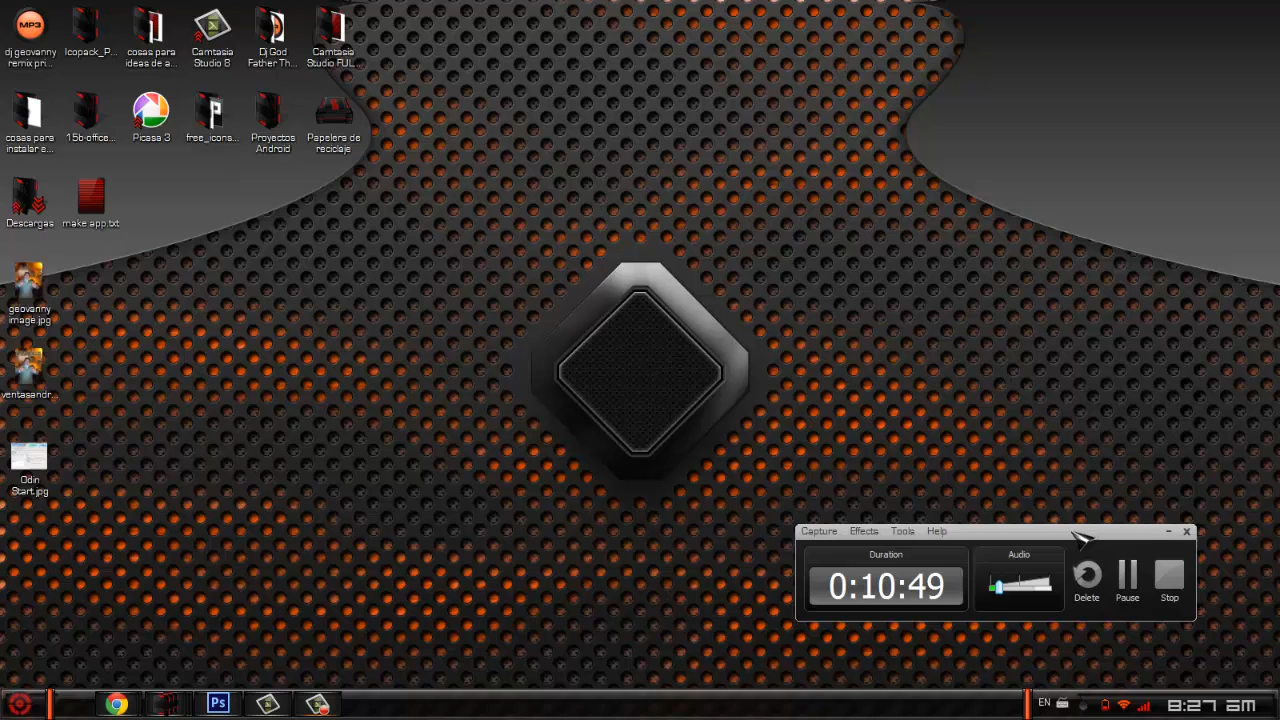 MP3
dj geovanny
remix pri...
Icopack_P...
cosas para
ideas de a...
Camtasia
Studio 8
Dj God
Father Th...
Camtasia
Studio FUL...
cosas para
instalar e...
15b-office...
Picasa 3
free_icons...
Proyectos
Android
Papelera de
reciclaje
Descargas
make app.txt
geovanny
image.jpg
ventasandr...
Odin
Start.jpg
Capture Effects Tools Help
Duration
0:10:49
Audio
Delete
Pause
Stop
Ps
EN
8:27 am